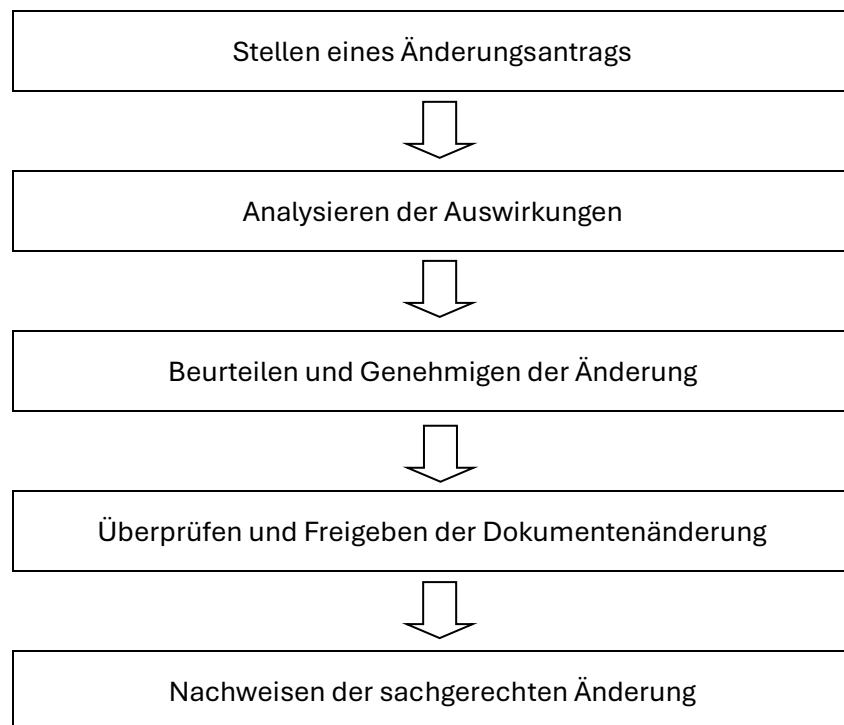 Stellen eines Änderungsantrags
Analysieren der Auswirkungen
Beurteilen und Genehmigen der Änderung
Überprüfen und Freigeben der Dokumentenänderung
Nachweisen der sachgerechten Änderung